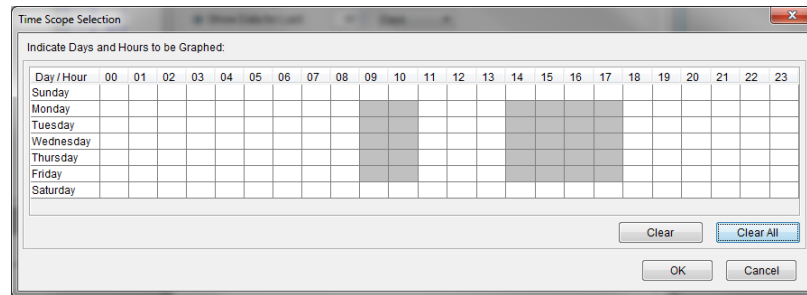 Time Scope Selection
Indicate Days and Hours to be Graphed:
Day / Hour 00 01 02 03 04 05 06 07 08 09 10 11 12 13 14 15 16 17 18 19 20 21 22 23
Sunday
Monday
Tuesday
Wednesday
Thursday
Friday
Saturday
Clear Clear All
OK Cancel